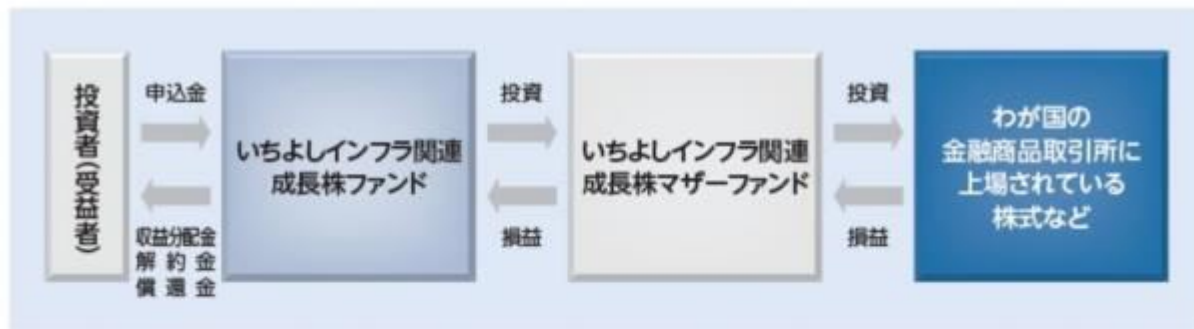 投資者(受益者)
申込金
収益分配金
解約金
償還金
いちよしインフラ関連
成長株ファンド
投資
損益
いちよしインフラ関連
成長株マザーファンド
投資
損益
わが国の
金融商品取引所に
上場されている
株式など